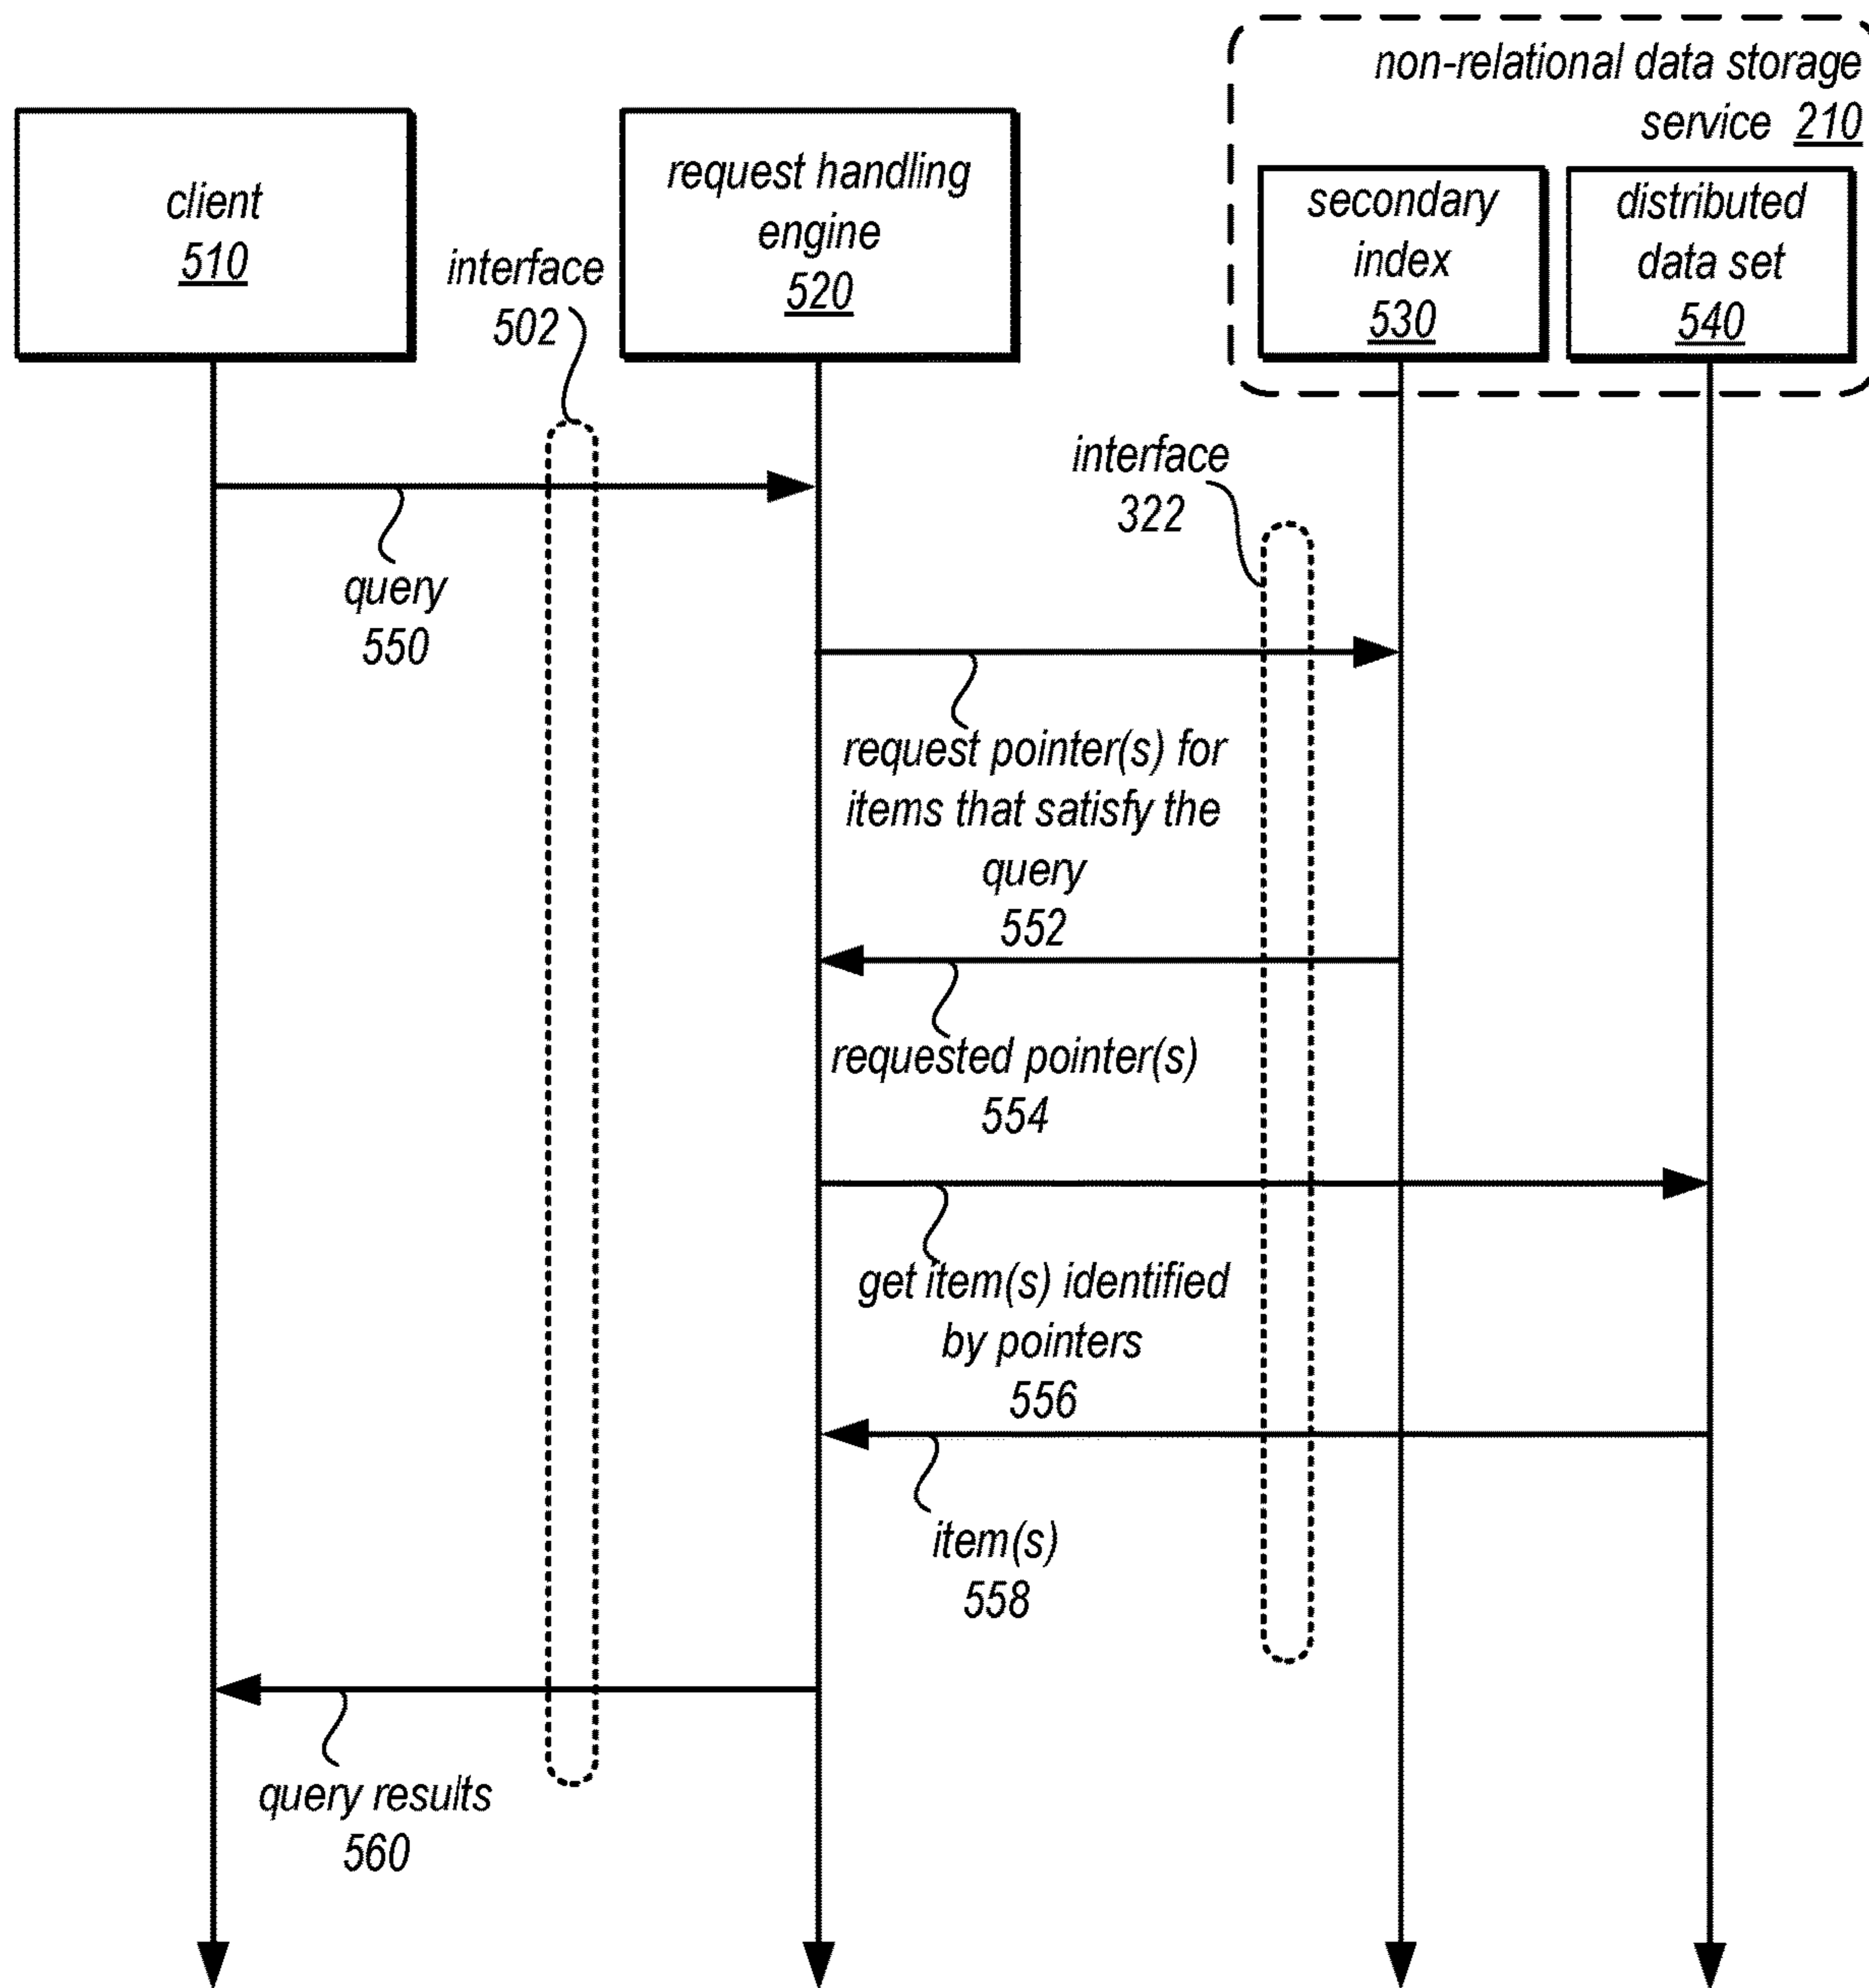 non-relational data storage
service 210
client
510
request handling
engine
520
secondary
index
530
distributed
data set
540
interface
502
interface
322
query
550
request pointer(s) for
items that satisfy the
query
552
requested pointer(s)
554
get item(s) identified
by pointers
556
item(s)
558
query results
560